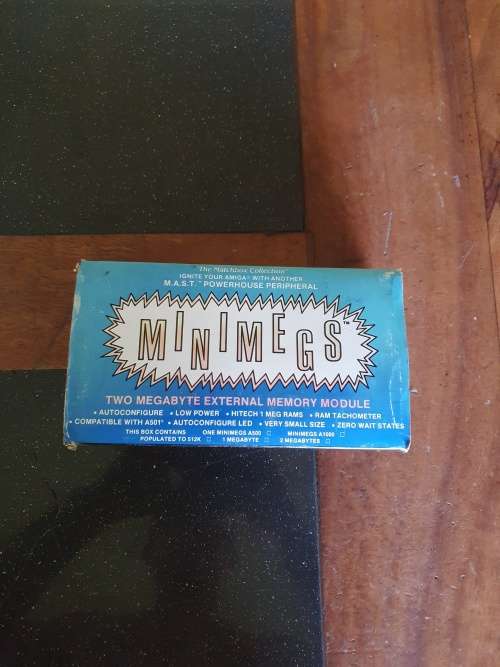 The Matchbox Collection
IGNITE YOUR AMIGA® WITH ANOTHER
M.A.S.T.™ POWERHOUSE PERIPHERAL
MINIMEGS™
TWO MEGABYTE EXTERNAL MEMORY MODULE
• AUTOCONFIGURE • LOW POWER • HITECH 1 MEG RAMS • RAM TACHOMETER
• COMPATIBLE WITH A501® • AUTOCONFIGURE LED • VERY SMALL SIZE • ZERO WAIT STATES
THIS BOX CONTAINS ONE MINIMEGS A500 □ MINIMEGS A1000 □
POPULATED TO 512K □ 1 MEGABYTE □ 2 MEGABYTES □